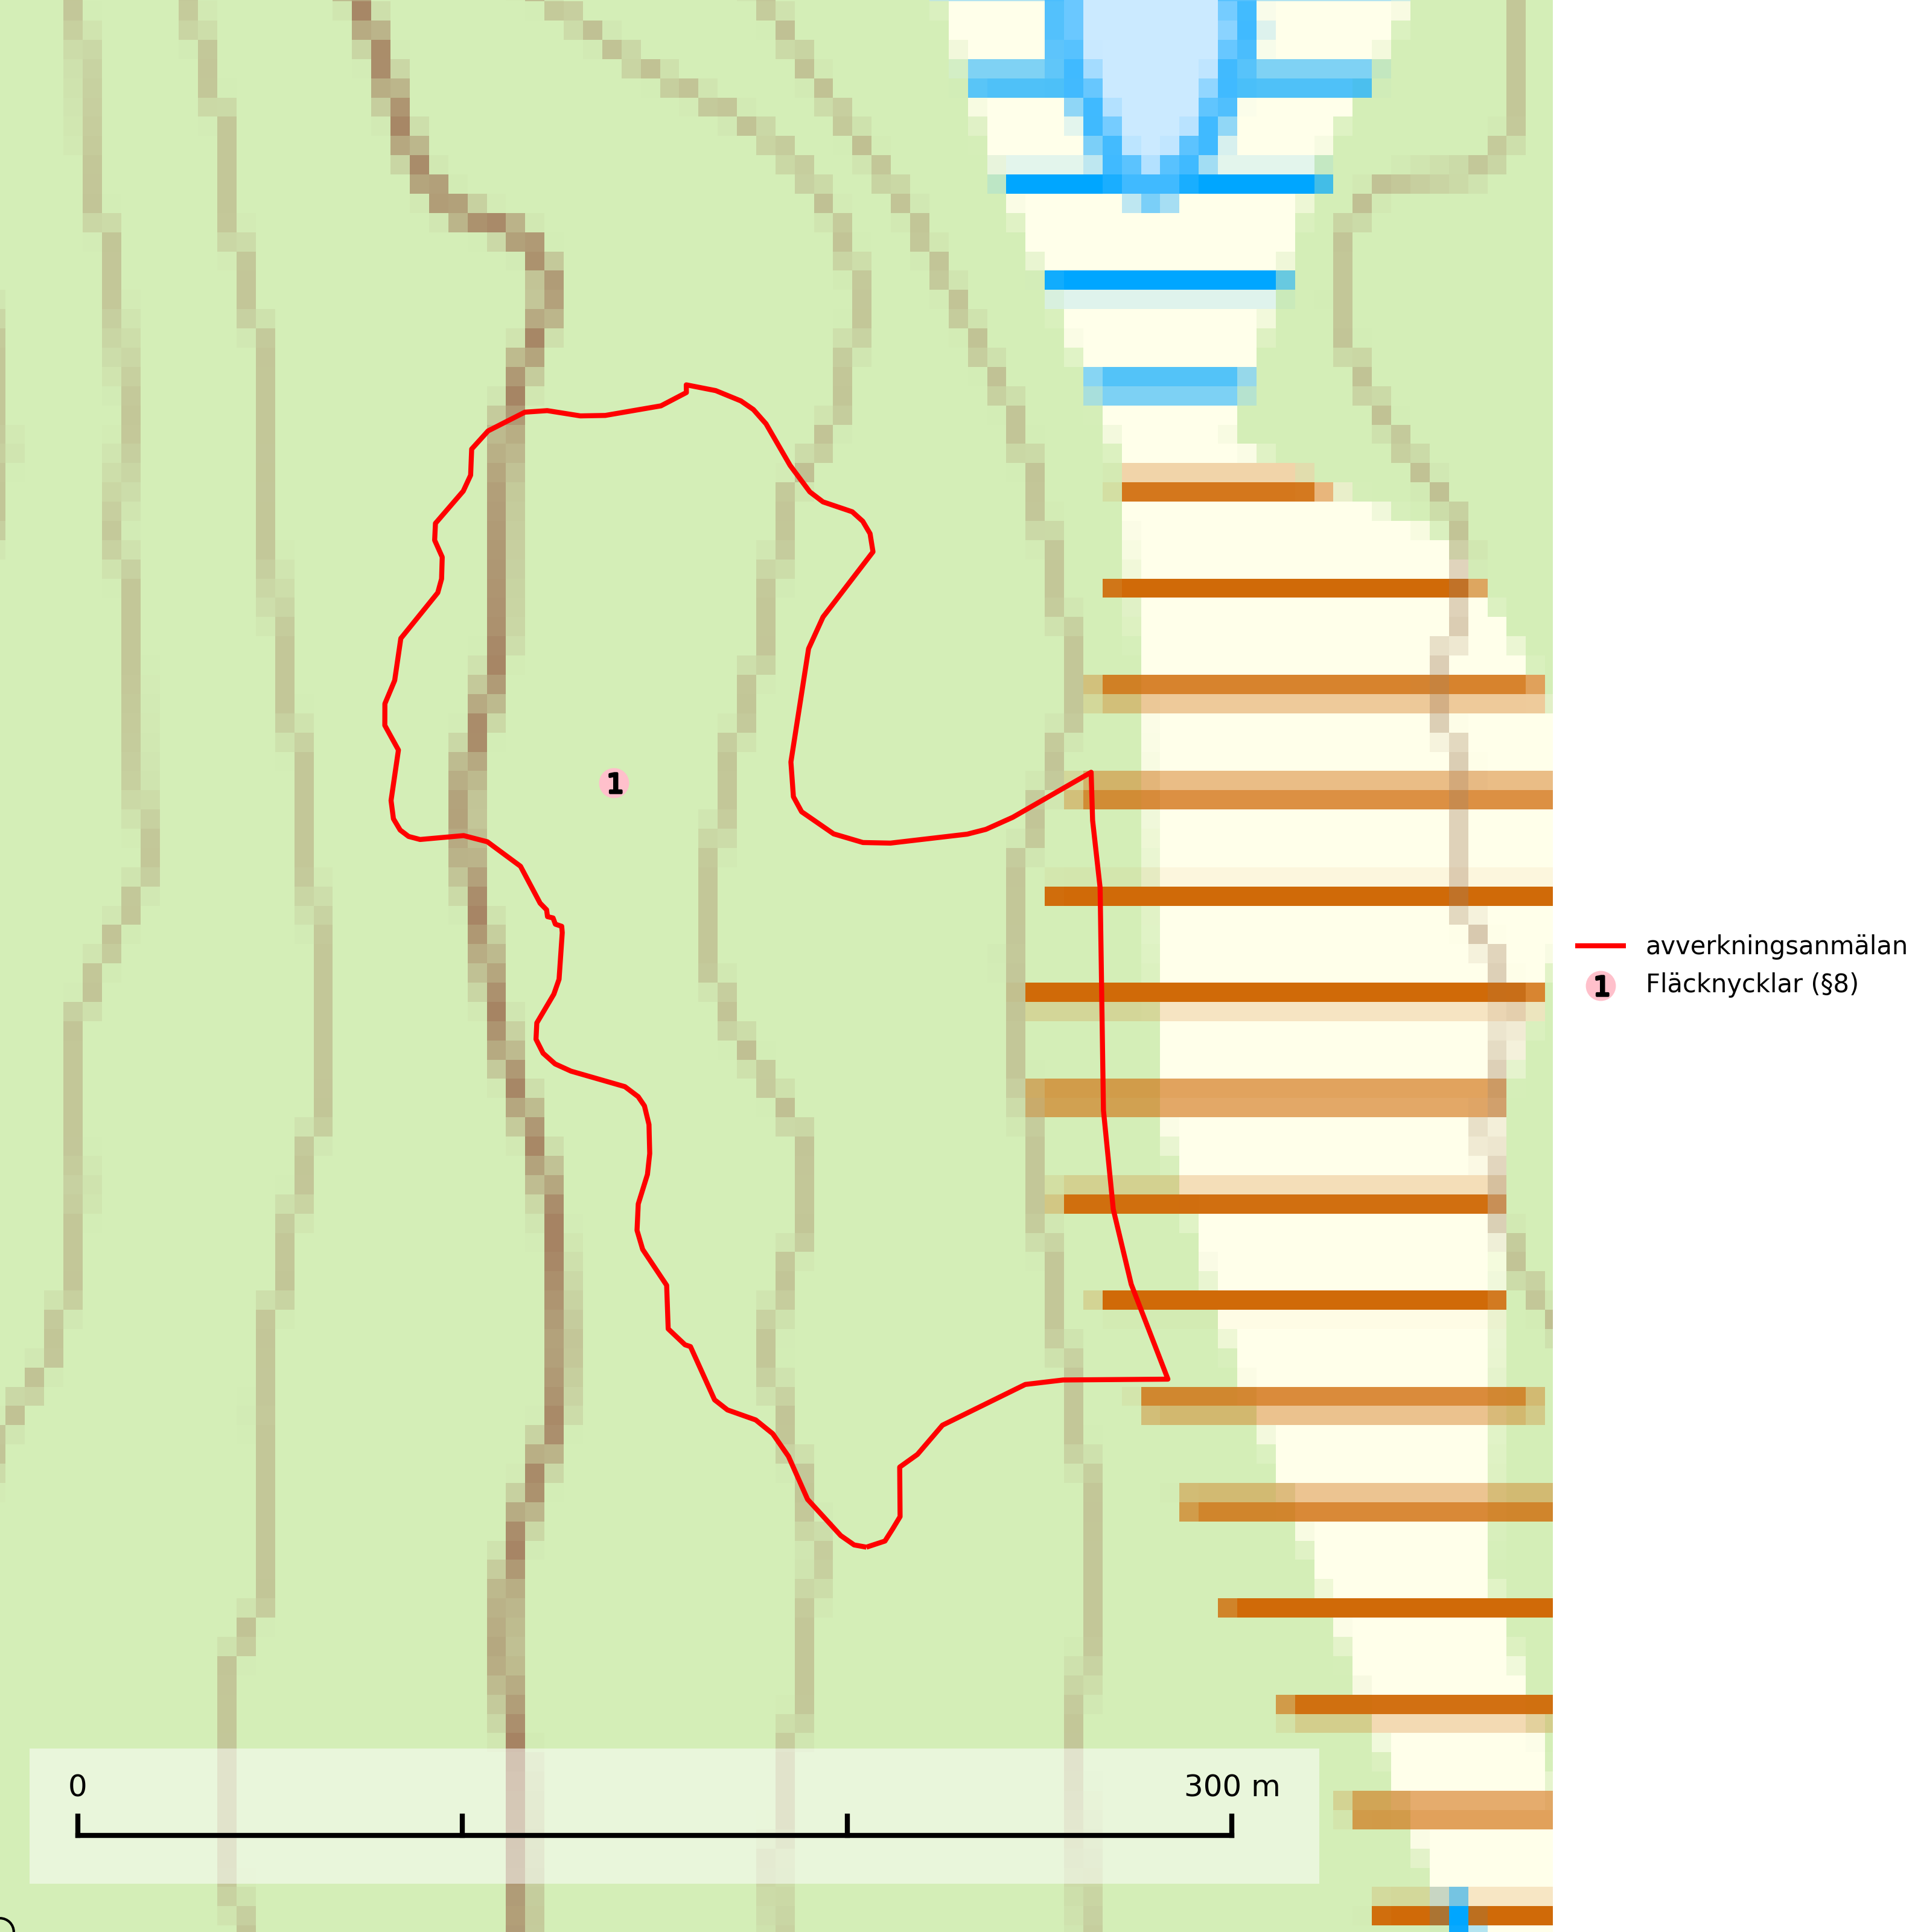 1
avverkningsanmälan
1 Fläcknycklar (§8)
0 300 m